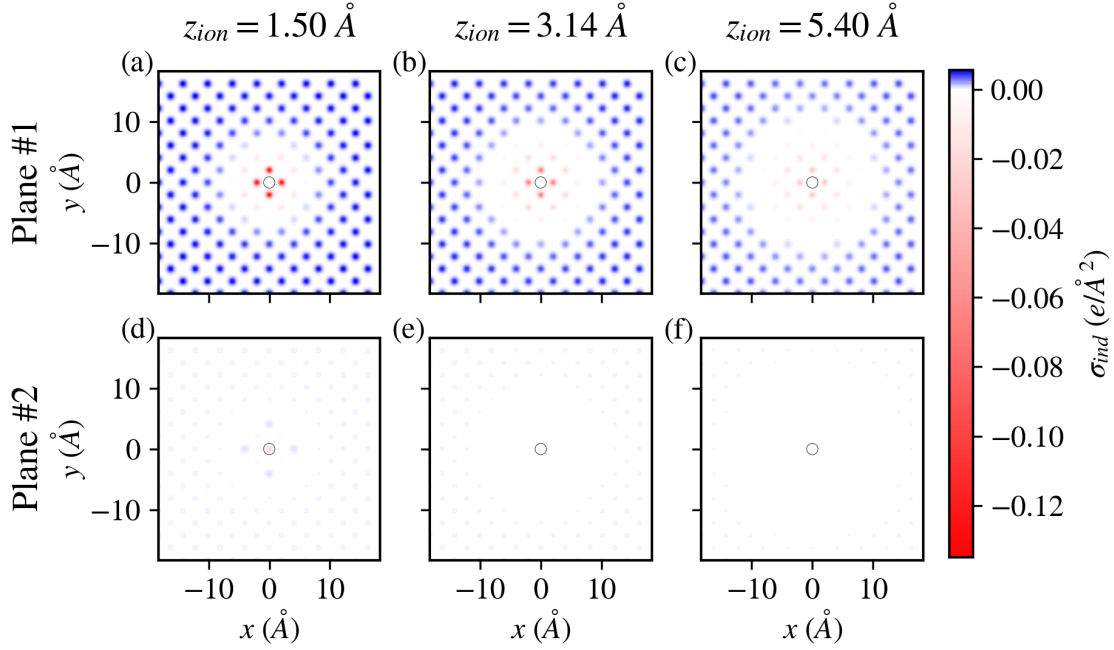 z_ion = 1.50 Å z_ion = 3.14 Å z_ion = 5.40 Å
(a) (b) (c)
Plane #1
y (Å)
10
0
−10
0.00
−0.02
−0.04
−0.06
−0.08
−0.10
−0.12
σ_ind (e/Å²)
(d) (e) (f)
Plane #2
y (Å)
10
0
−10
−10 0 10 −10 0 10 −10 0 10
x (Å) x (Å) x (Å)